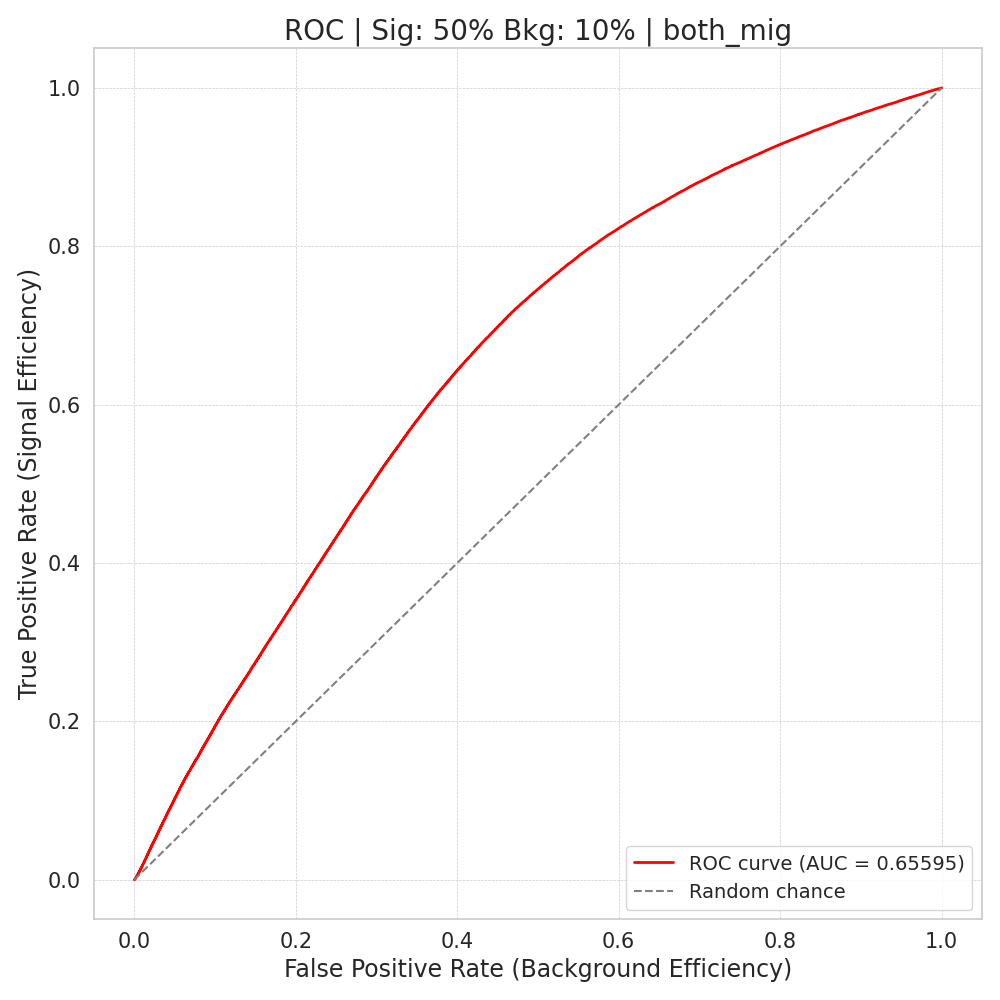 ROC | Sig: 50% Bkg: 10% | both_mig
True Positive Rate (Signal Efficiency)
1.0
0.8
0.6
0.4
0.2
0.0
ROC curve (AUC = 0.65595)
Random chance
0.0 0.2 0.4 0.6 0.8 1.0
False Positive Rate (Background Efficiency)